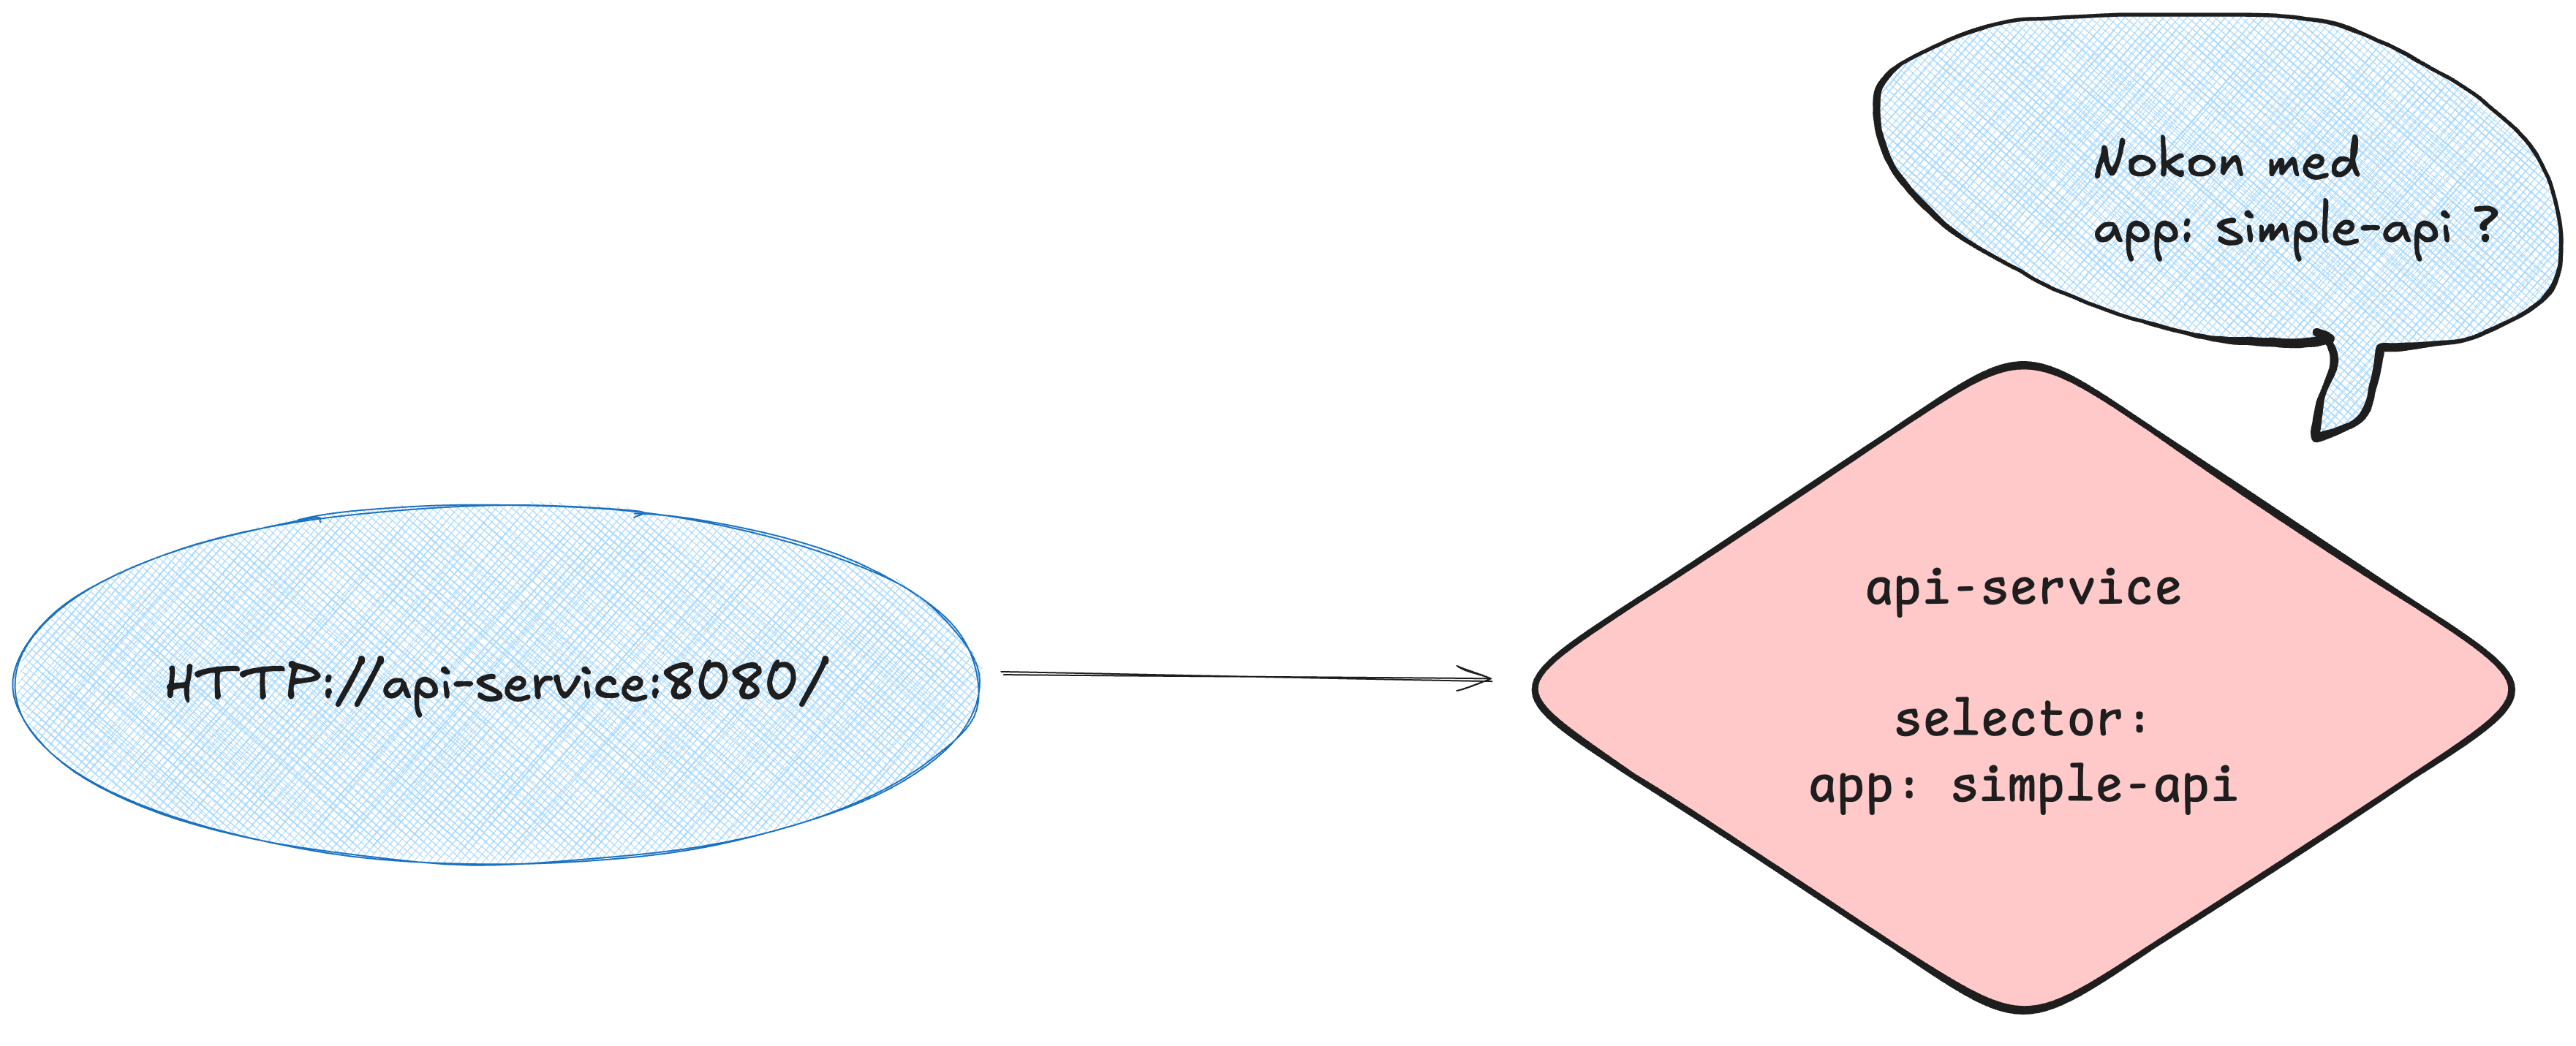 Nokon med
app: simple-api ?
HTTP://api-service:8080/
api-service
selector:
app: simple-api